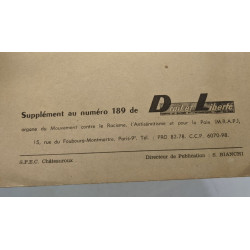 Supplément au numéro 189 de Droit et Liberté
organe du Mouvement contre le Racisme, l'Antisémitisme et pour la Paix (M.R.A.P.),
15, rue du Faubourg-Montmartre, Paris-9e. Tél. : PRO 82-78. C.C.P. 6070-98.
S.P.E.C. Châteauroux
Directeur de Publication : S. BIANCHI